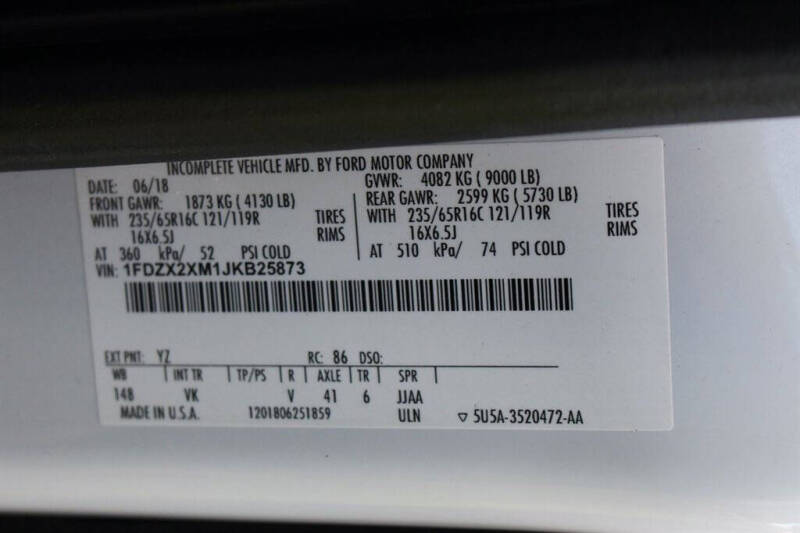 INCOMPLETE VEHICLE MFD. BY FORD MOTOR COMPANY
DATE: 06/18 GVWR: 4082 KG ( 9000 LB)
FRONT GAWR: 1873 KG ( 4130 LB) REAR GAWR: 2599 KG ( 5730 LB)
WITH 235/65R16C 121/119R TIRES WITH 235/65R16C 121/119R TIRES
16X6.5J RIMS 16X6.5J RIMS
AT 360 kPa/ 52 PSI COLD AT 510 kPa/ 74 PSI COLD
VIN: 1FDZX2XM1JKB25873
EXT PNT: YZ RC: 86 DSO:
WB | INT TR | TP/PS | R | AXLE | TR | SPR |
148 VK V 41 6 JJAA
MADE IN U.S.A. 1201806251859 ULN ▽ 5U5A-3520472-AA